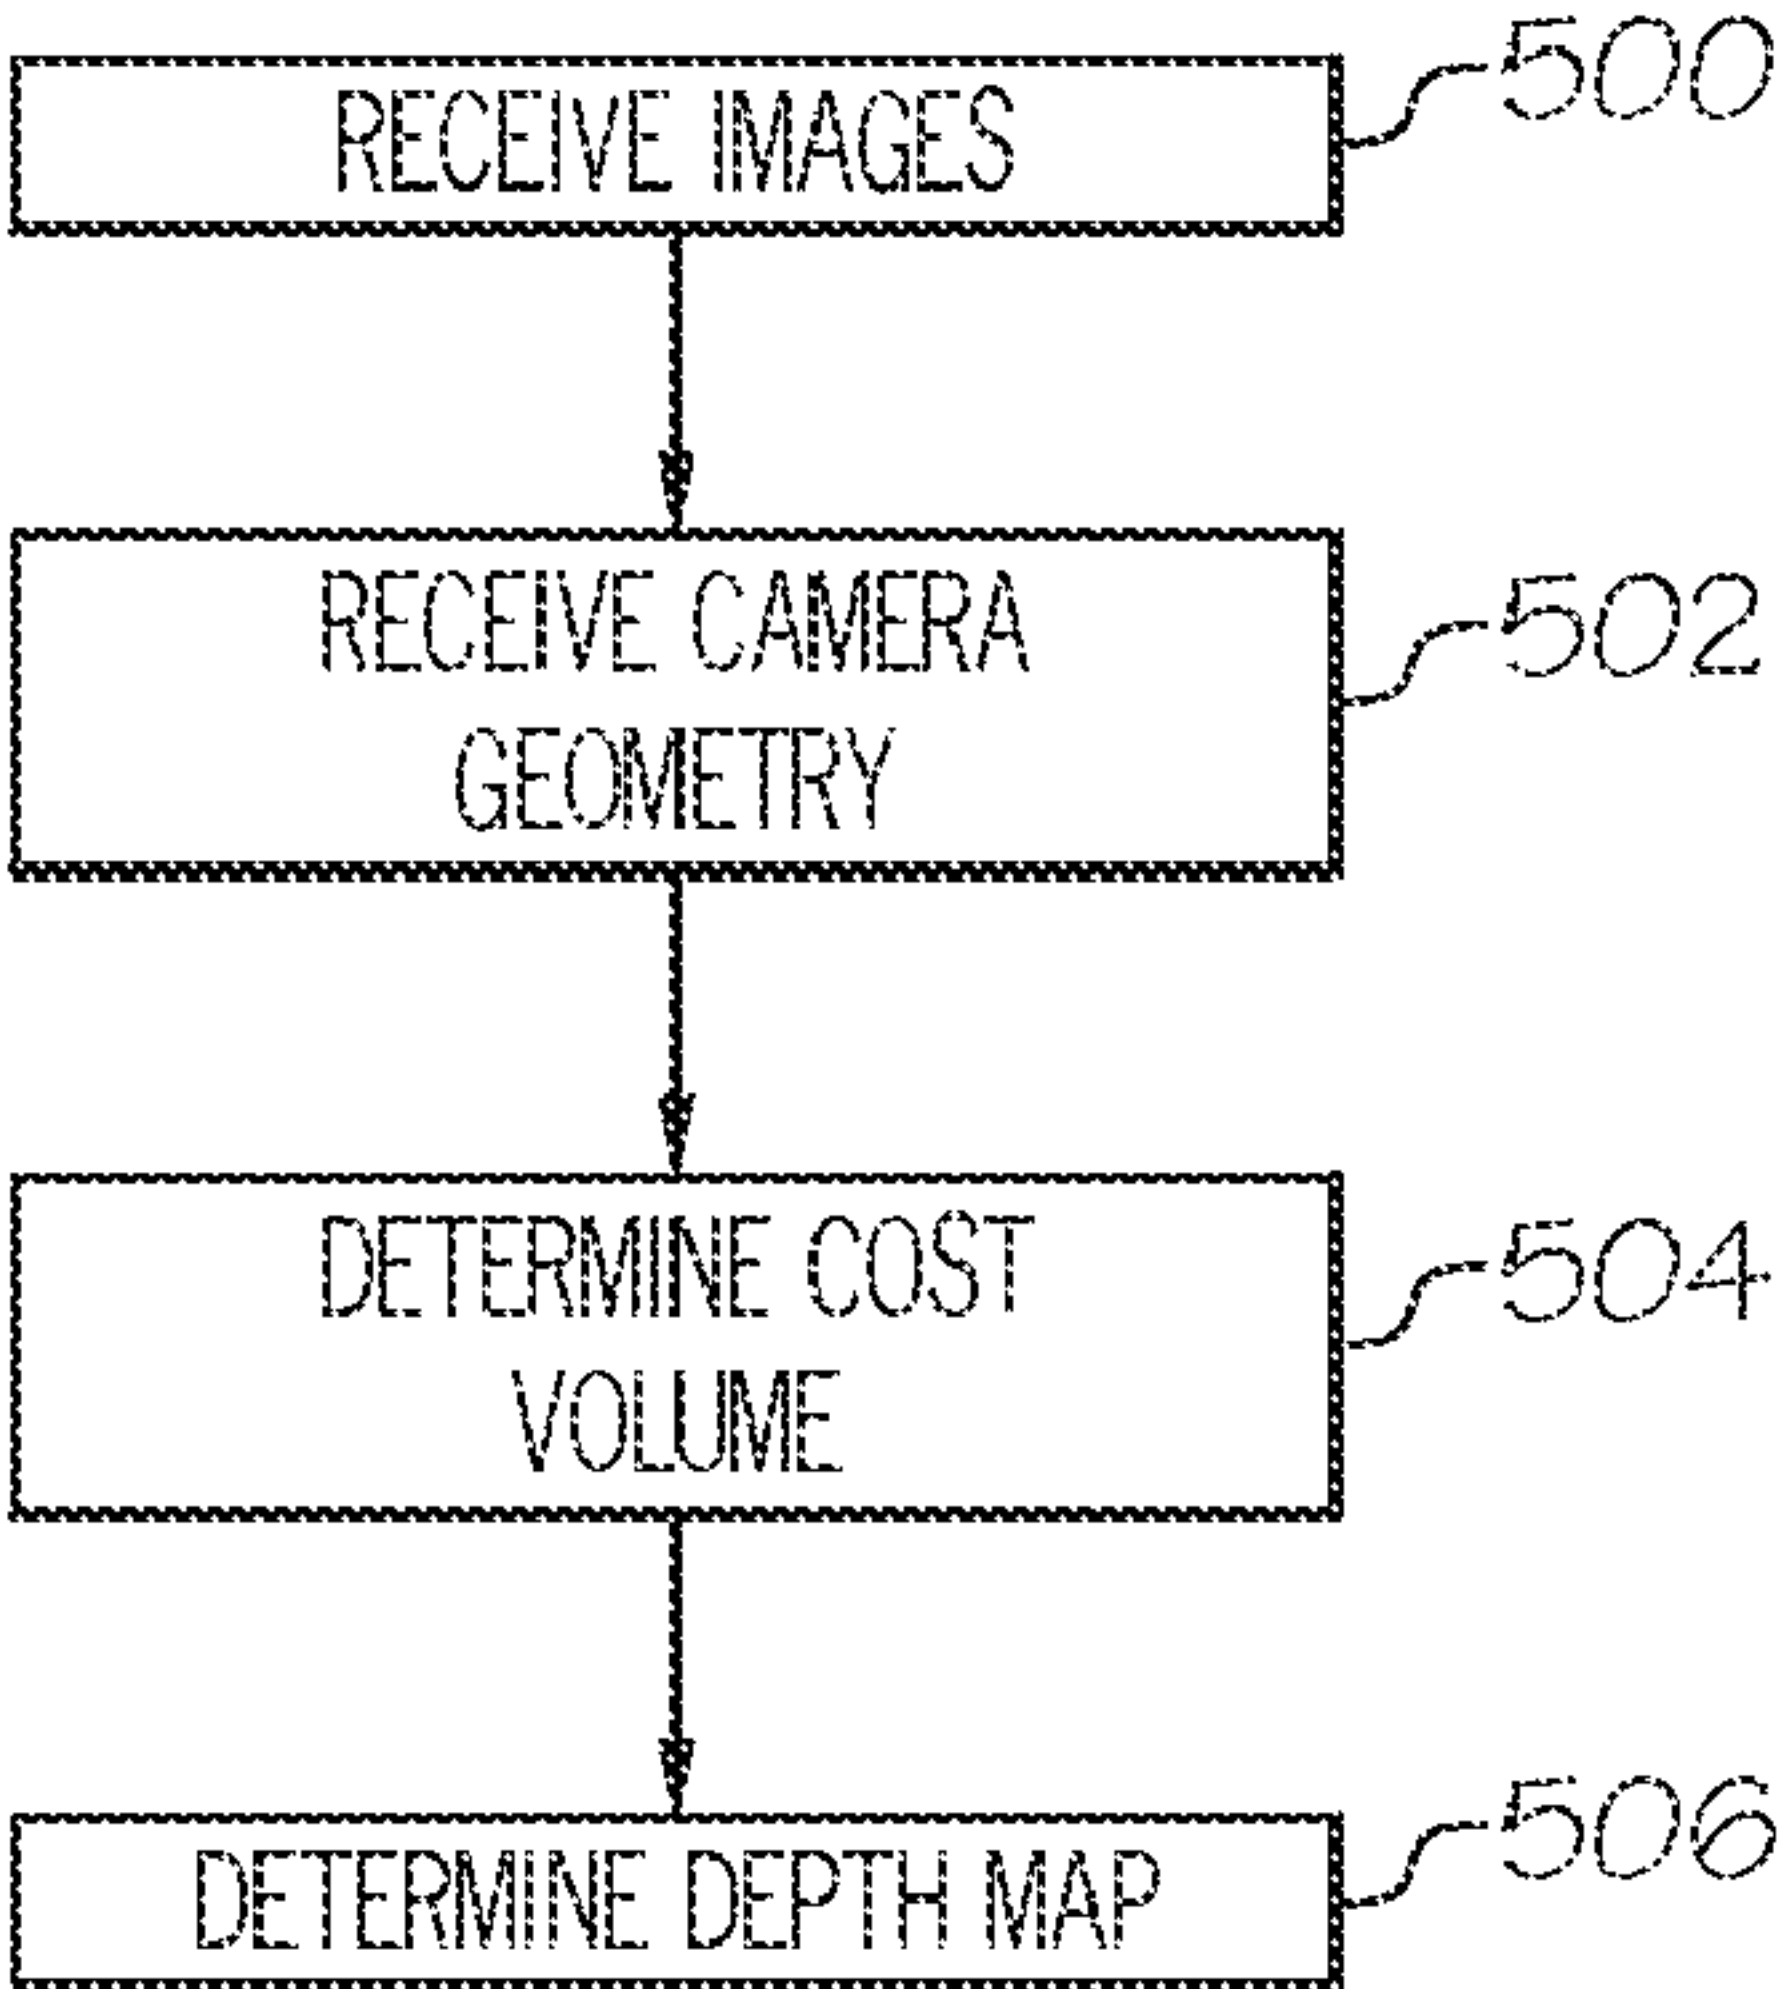 RECEIVE IMAGES
500
RECEIVE CAMERA
GEOMETRY
502
DETERMINE COST
VOLUME
504
DETERMINE DEPTH MAP
506